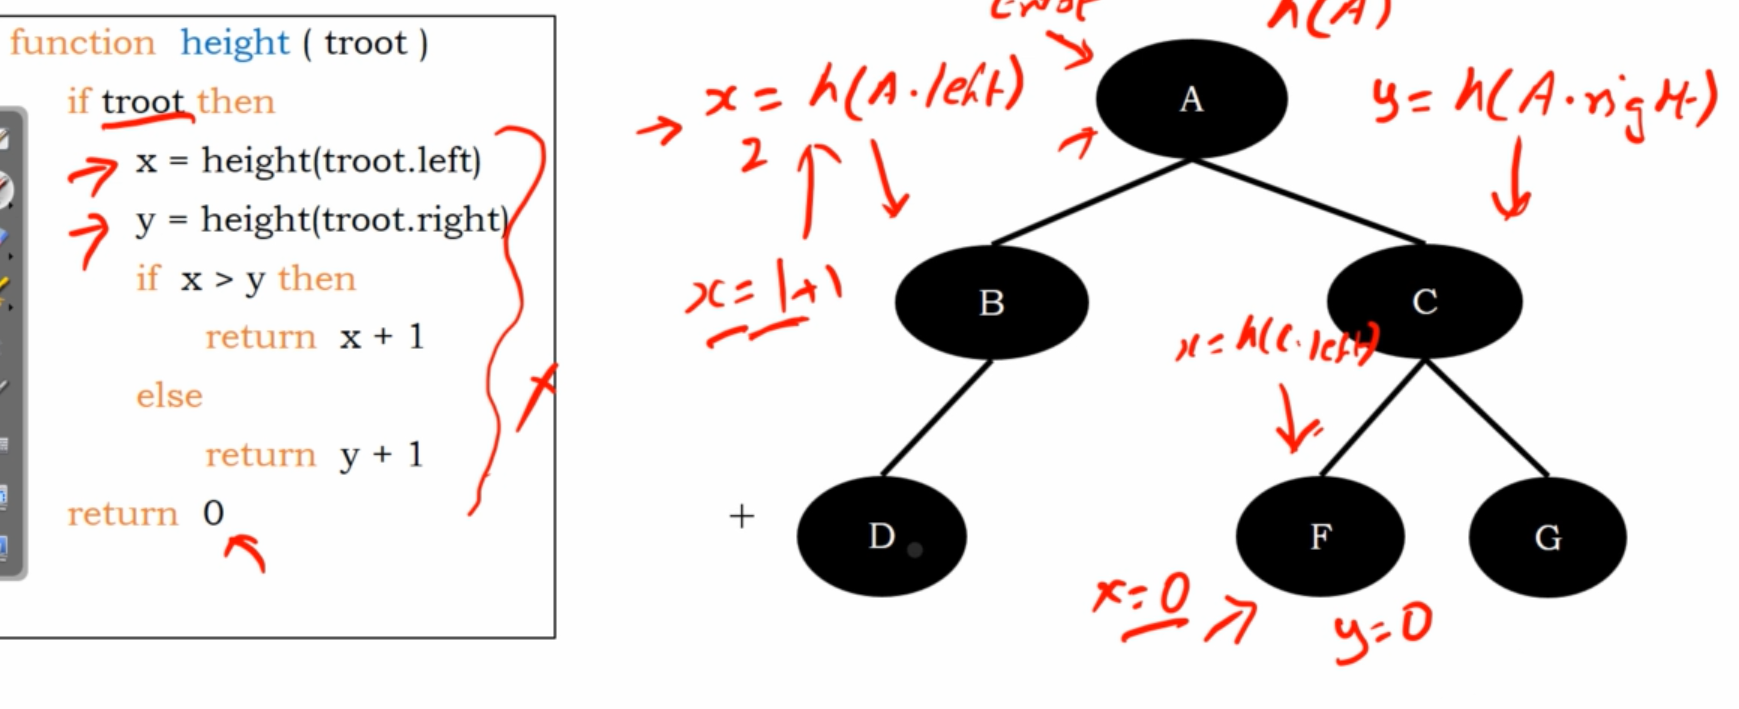 function height ( troot )
if troot then
x = height(troot.left)
y = height(troot.right)
if x > y then
return x + 1
else
return y + 1
return 0
h(A)
x = h(A.left)
2
x = 1+1
y = h(A.right)
A
B
C
x = h(C.left)
D
F
G
x = 0
y = 0